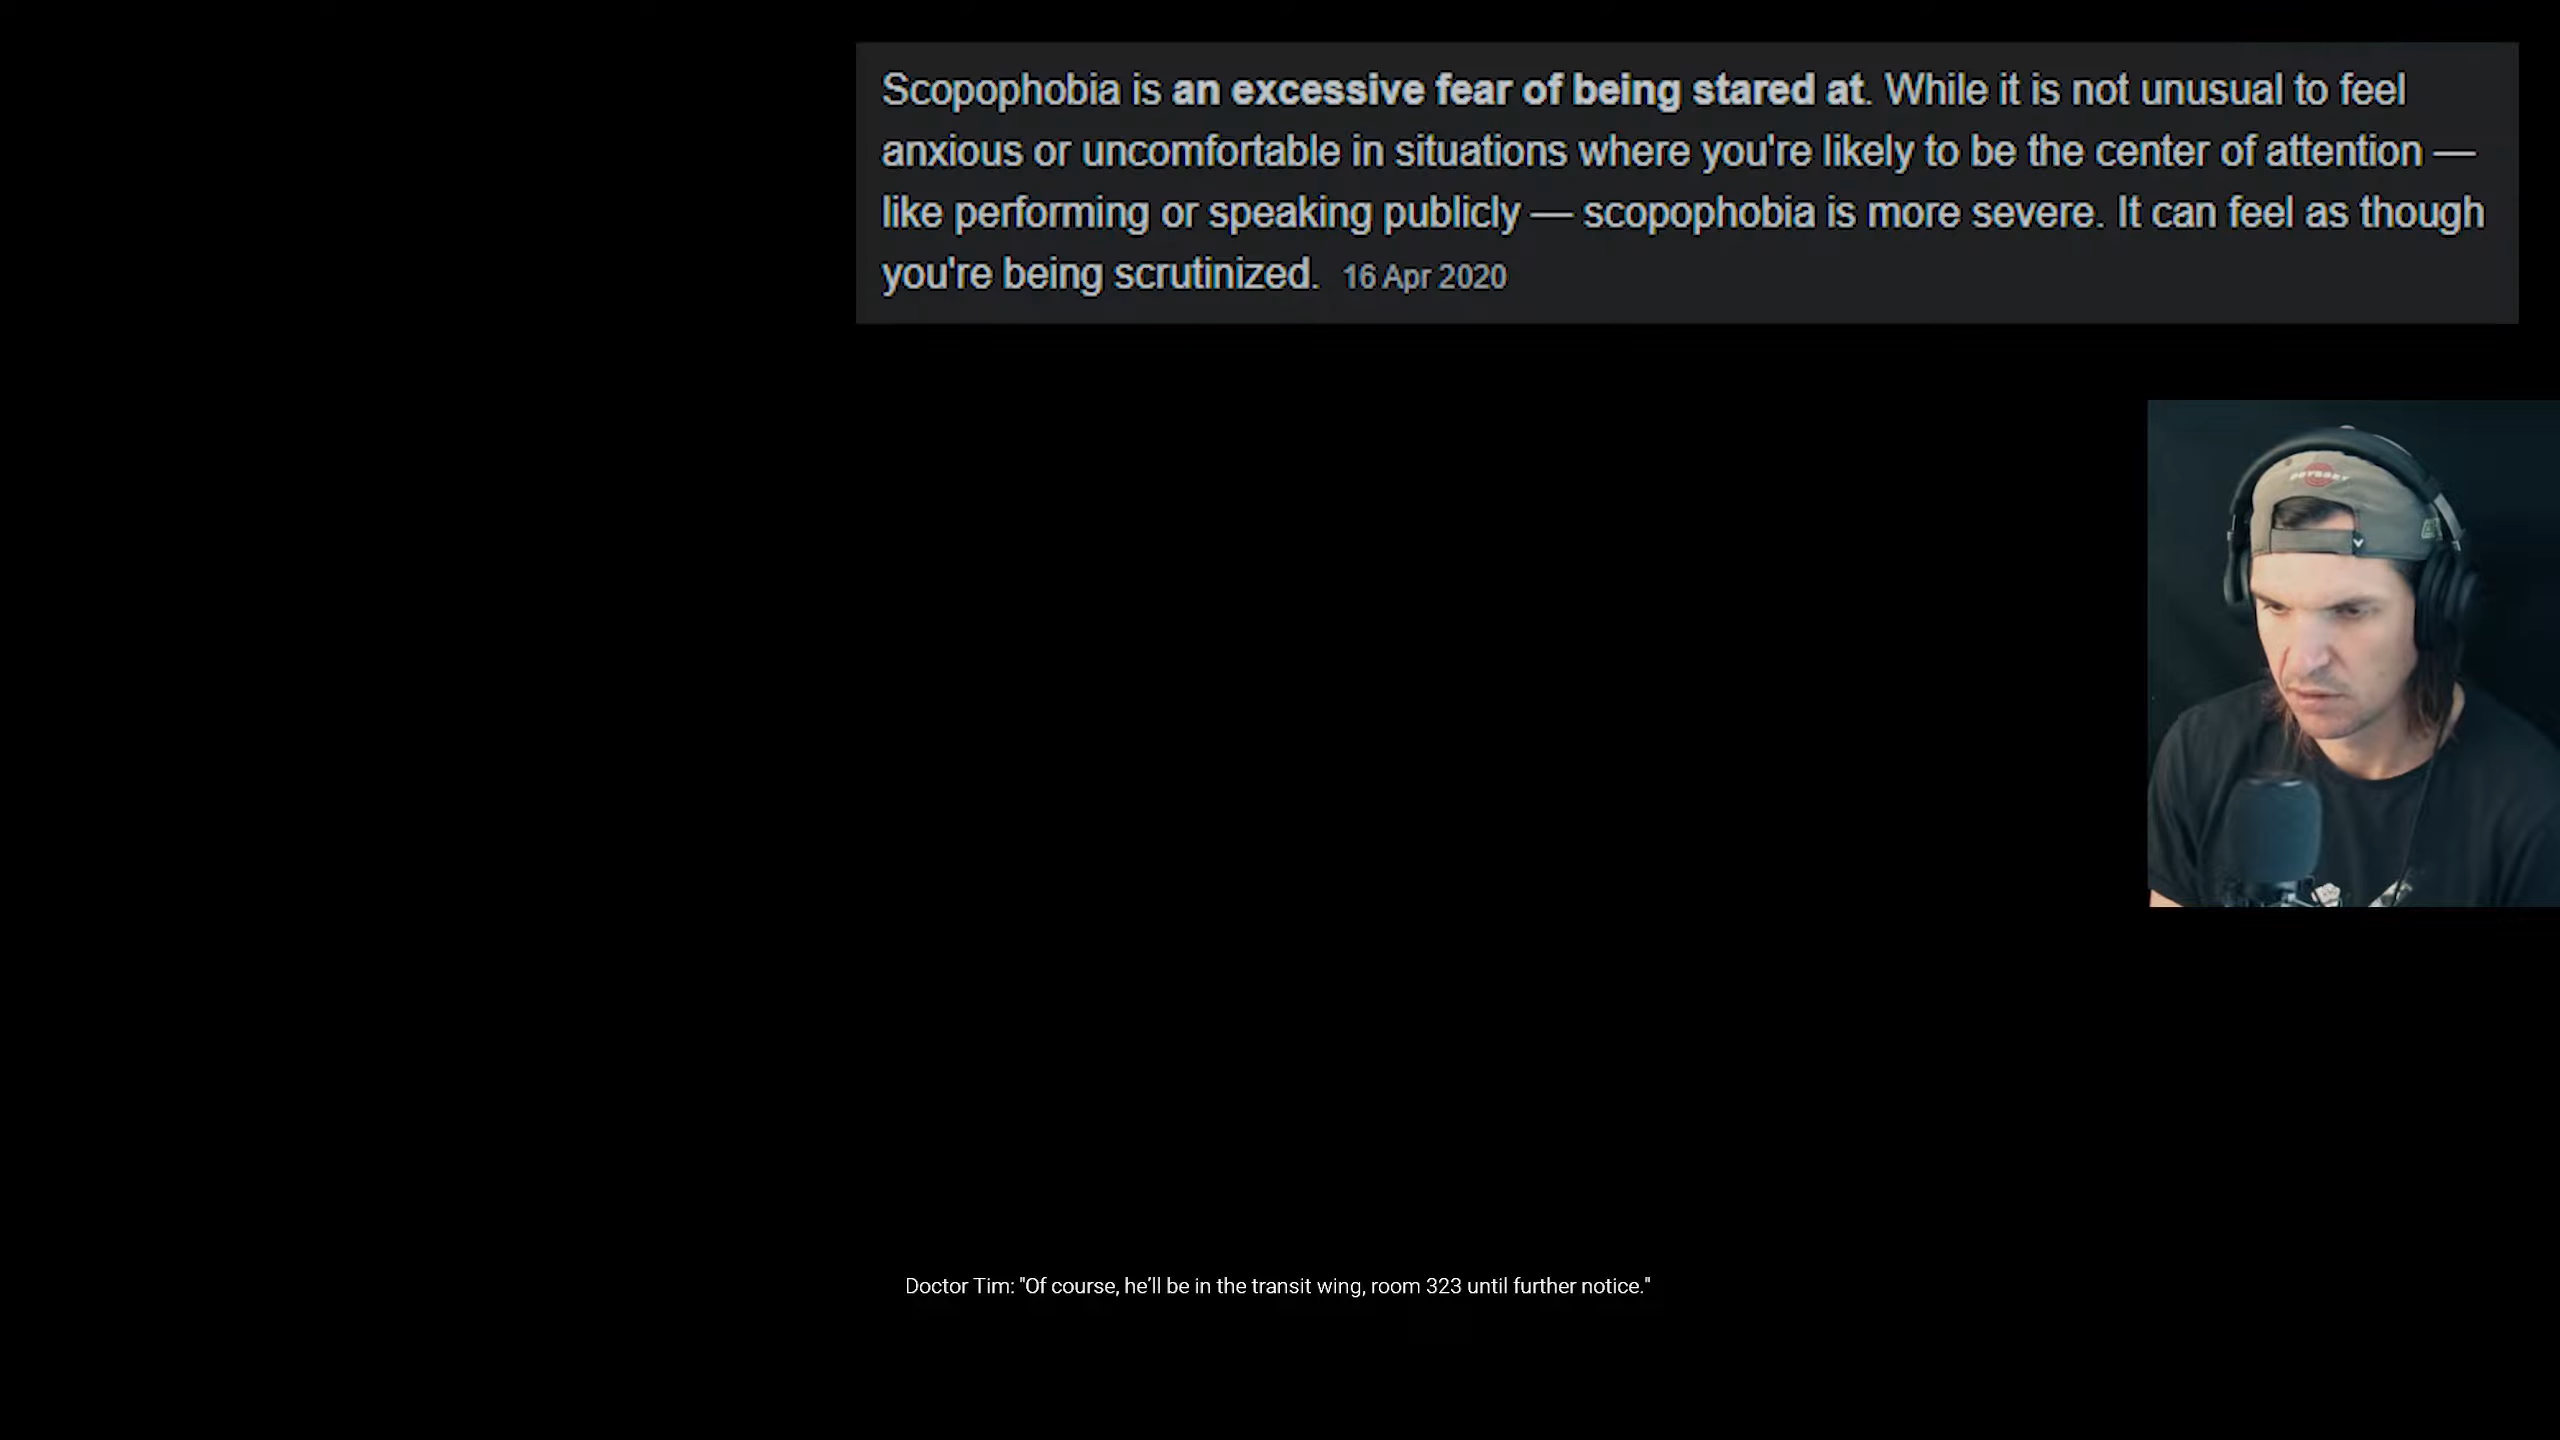 Scopophobia is an excessive fear of being stared at. While it is not unusual to feel
anxious or uncomfortable in situations where you're likely to be the center of attention —
like performing or speaking publicly — scopophobia is more severe. It can feel as though
you're being scrutinized. 16 Apr 2020
ODYSSEY
Doctor Tim: "Of course, he'll be in the transit wing, room 323 until further notice."